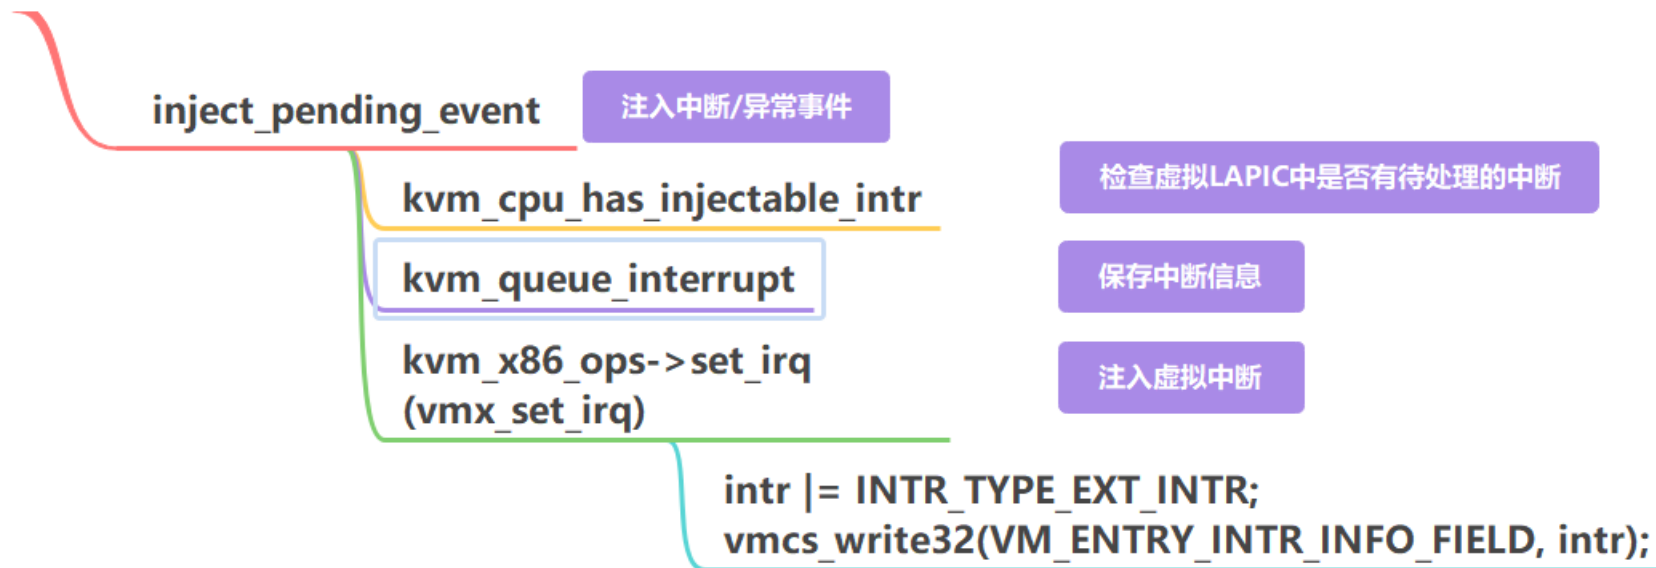 inject_pending_event
注入中断/异常事件
kvm_cpu_has_injectable_intr
检查虚拟LAPIC中是否有待处理的中断
kvm_queue_interrupt
保存中断信息
kvm_x86_ops->set_irq
(vmx_set_irq)
注入虚拟中断
intr |= INTR_TYPE_EXT_INTR;
vmcs_write32(VM_ENTRY_INTR_INFO_FIELD, intr);